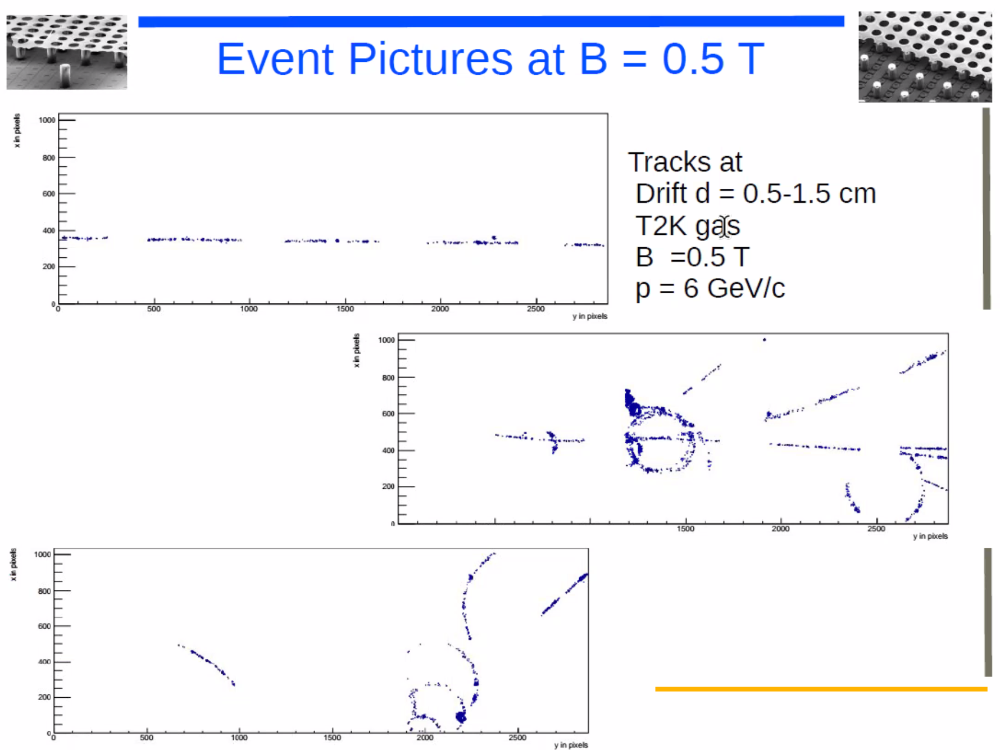 Event Pictures at B = 0.5 T
x in pixels
1000
800
600
400
200
0
0
500
1000
1500
2000
2500
y in pixels
Tracks at
Drift d = 0.5-1.5 cm
T2K gas
B =0.5 T
p = 6 GeV/c
x in pixels
1000
800
600
400
200
0
1500
2000
2500
y in pixels
x in pixels
1000
800
600
400
200
0
0
500
1000
1500
2000
2500
y in pixels